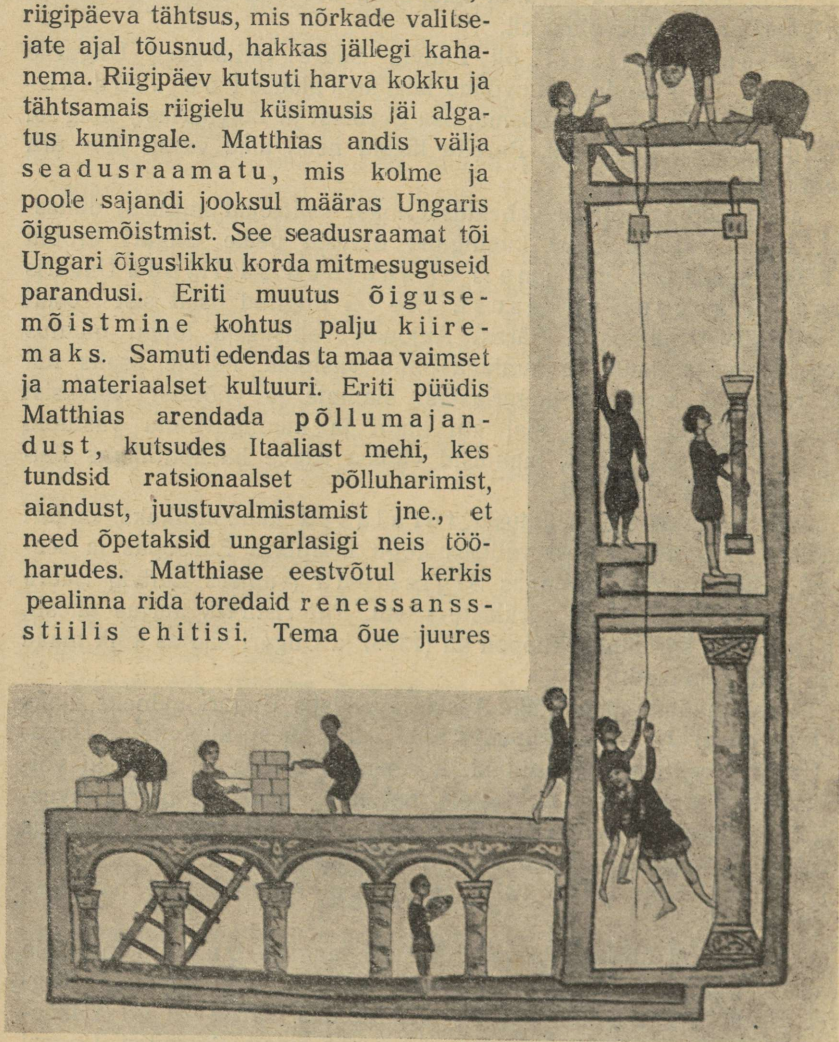 riigipäeva tähtsus, mis nõrkade valitse-
jate ajal tõusnud, hakkas jällegi kaha-
nema. Riigipäev kutsuti harva kokku ja
tähtsamais riigielu küsimusis jäi alga-
tus kuningale. Matthias andis välja
seadusraamatu, mis kolme ja
poole sajandi jooksul määras Ungaris
õigusemõistmist. See seadusraamat tõi
Ungari õiguslikku korda mitmesuguseid
parandusi. Eriti muutus õiguse-
mõistmine kohtus palju kiire-
maks. Samuti edendas ta maa vaimset
ja materiaalset kultuuri. Eriti püüdis
Matthias arendada põllumajan-
dust, kutsudes Itaaliast mehi, kes
tundsid ratsionaalset põlluharimist,
aiandust, juustuvalmistamist jne., et
need õpetaksid ungarlasigi neis töö-
harudes. Matthiase eestvõtul kerkis
pealinna rida toredaid renessanss-
stiilis ehitisi. Tema õue juures